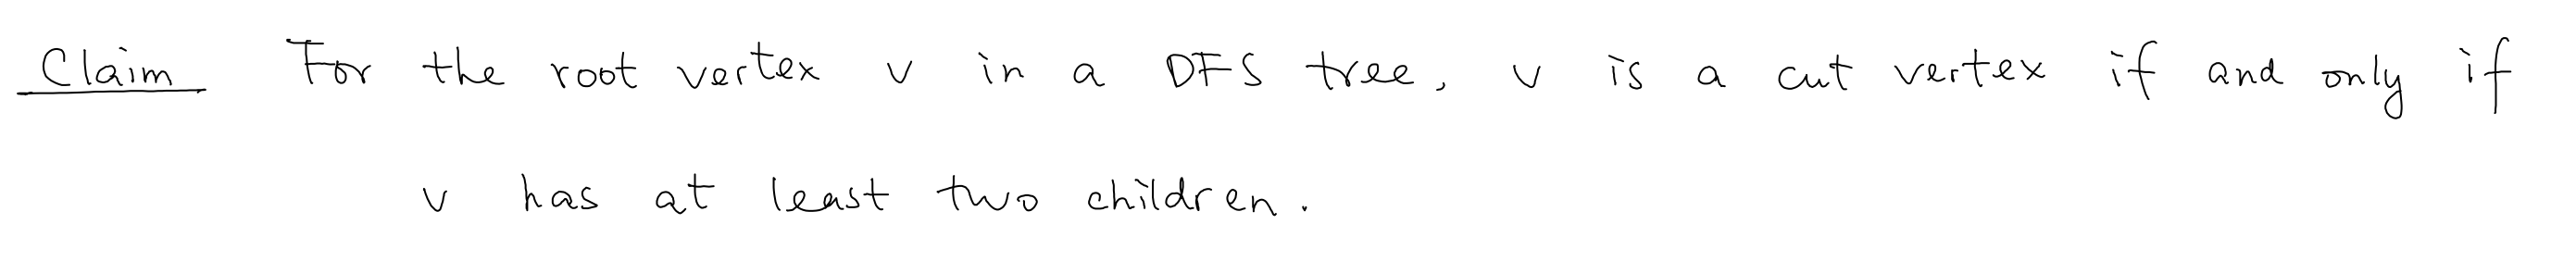 Claim For the root vertex v in a DFS tree, v is a cut vertex if and only if
v has at least two children.